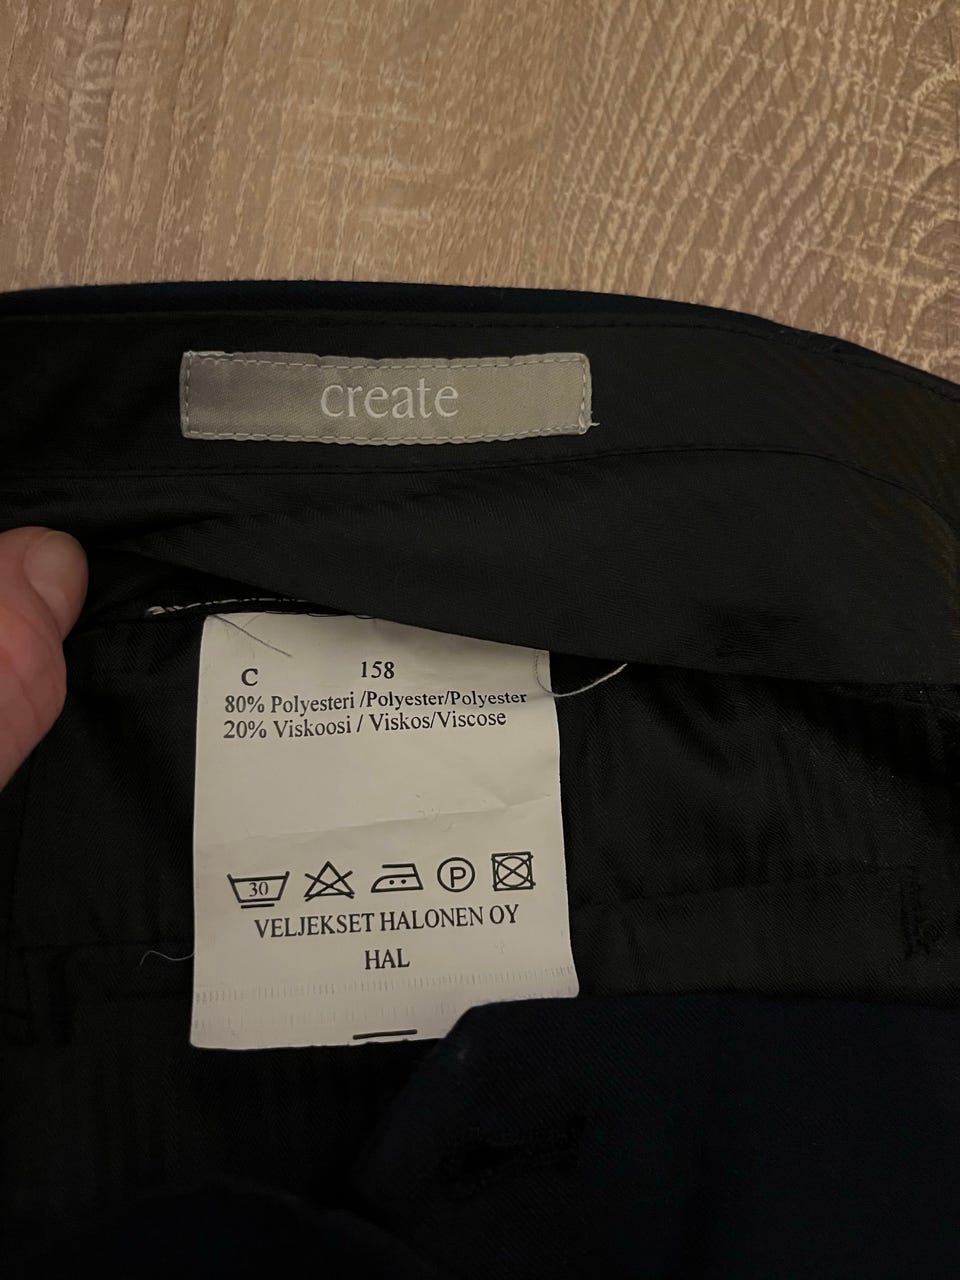 create
C 158
80% Polyesteri /Polyester/Polyester
20% Viskoosi / Viskos/Viscose
30 P
VELJEKSET HALONEN OY
HAL